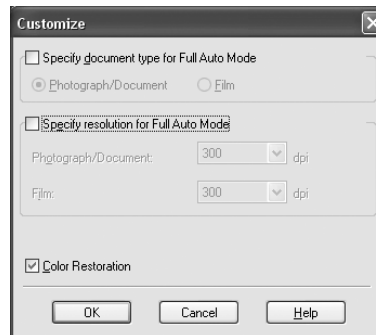 Customize
Specify document type for Full Auto Mode
Photograph/Document Film
Specify resolution for Full Auto Mode
Photograph/Document: 300 dpi
Film: 300 dpi
Color Restoration
OK Cancel Help